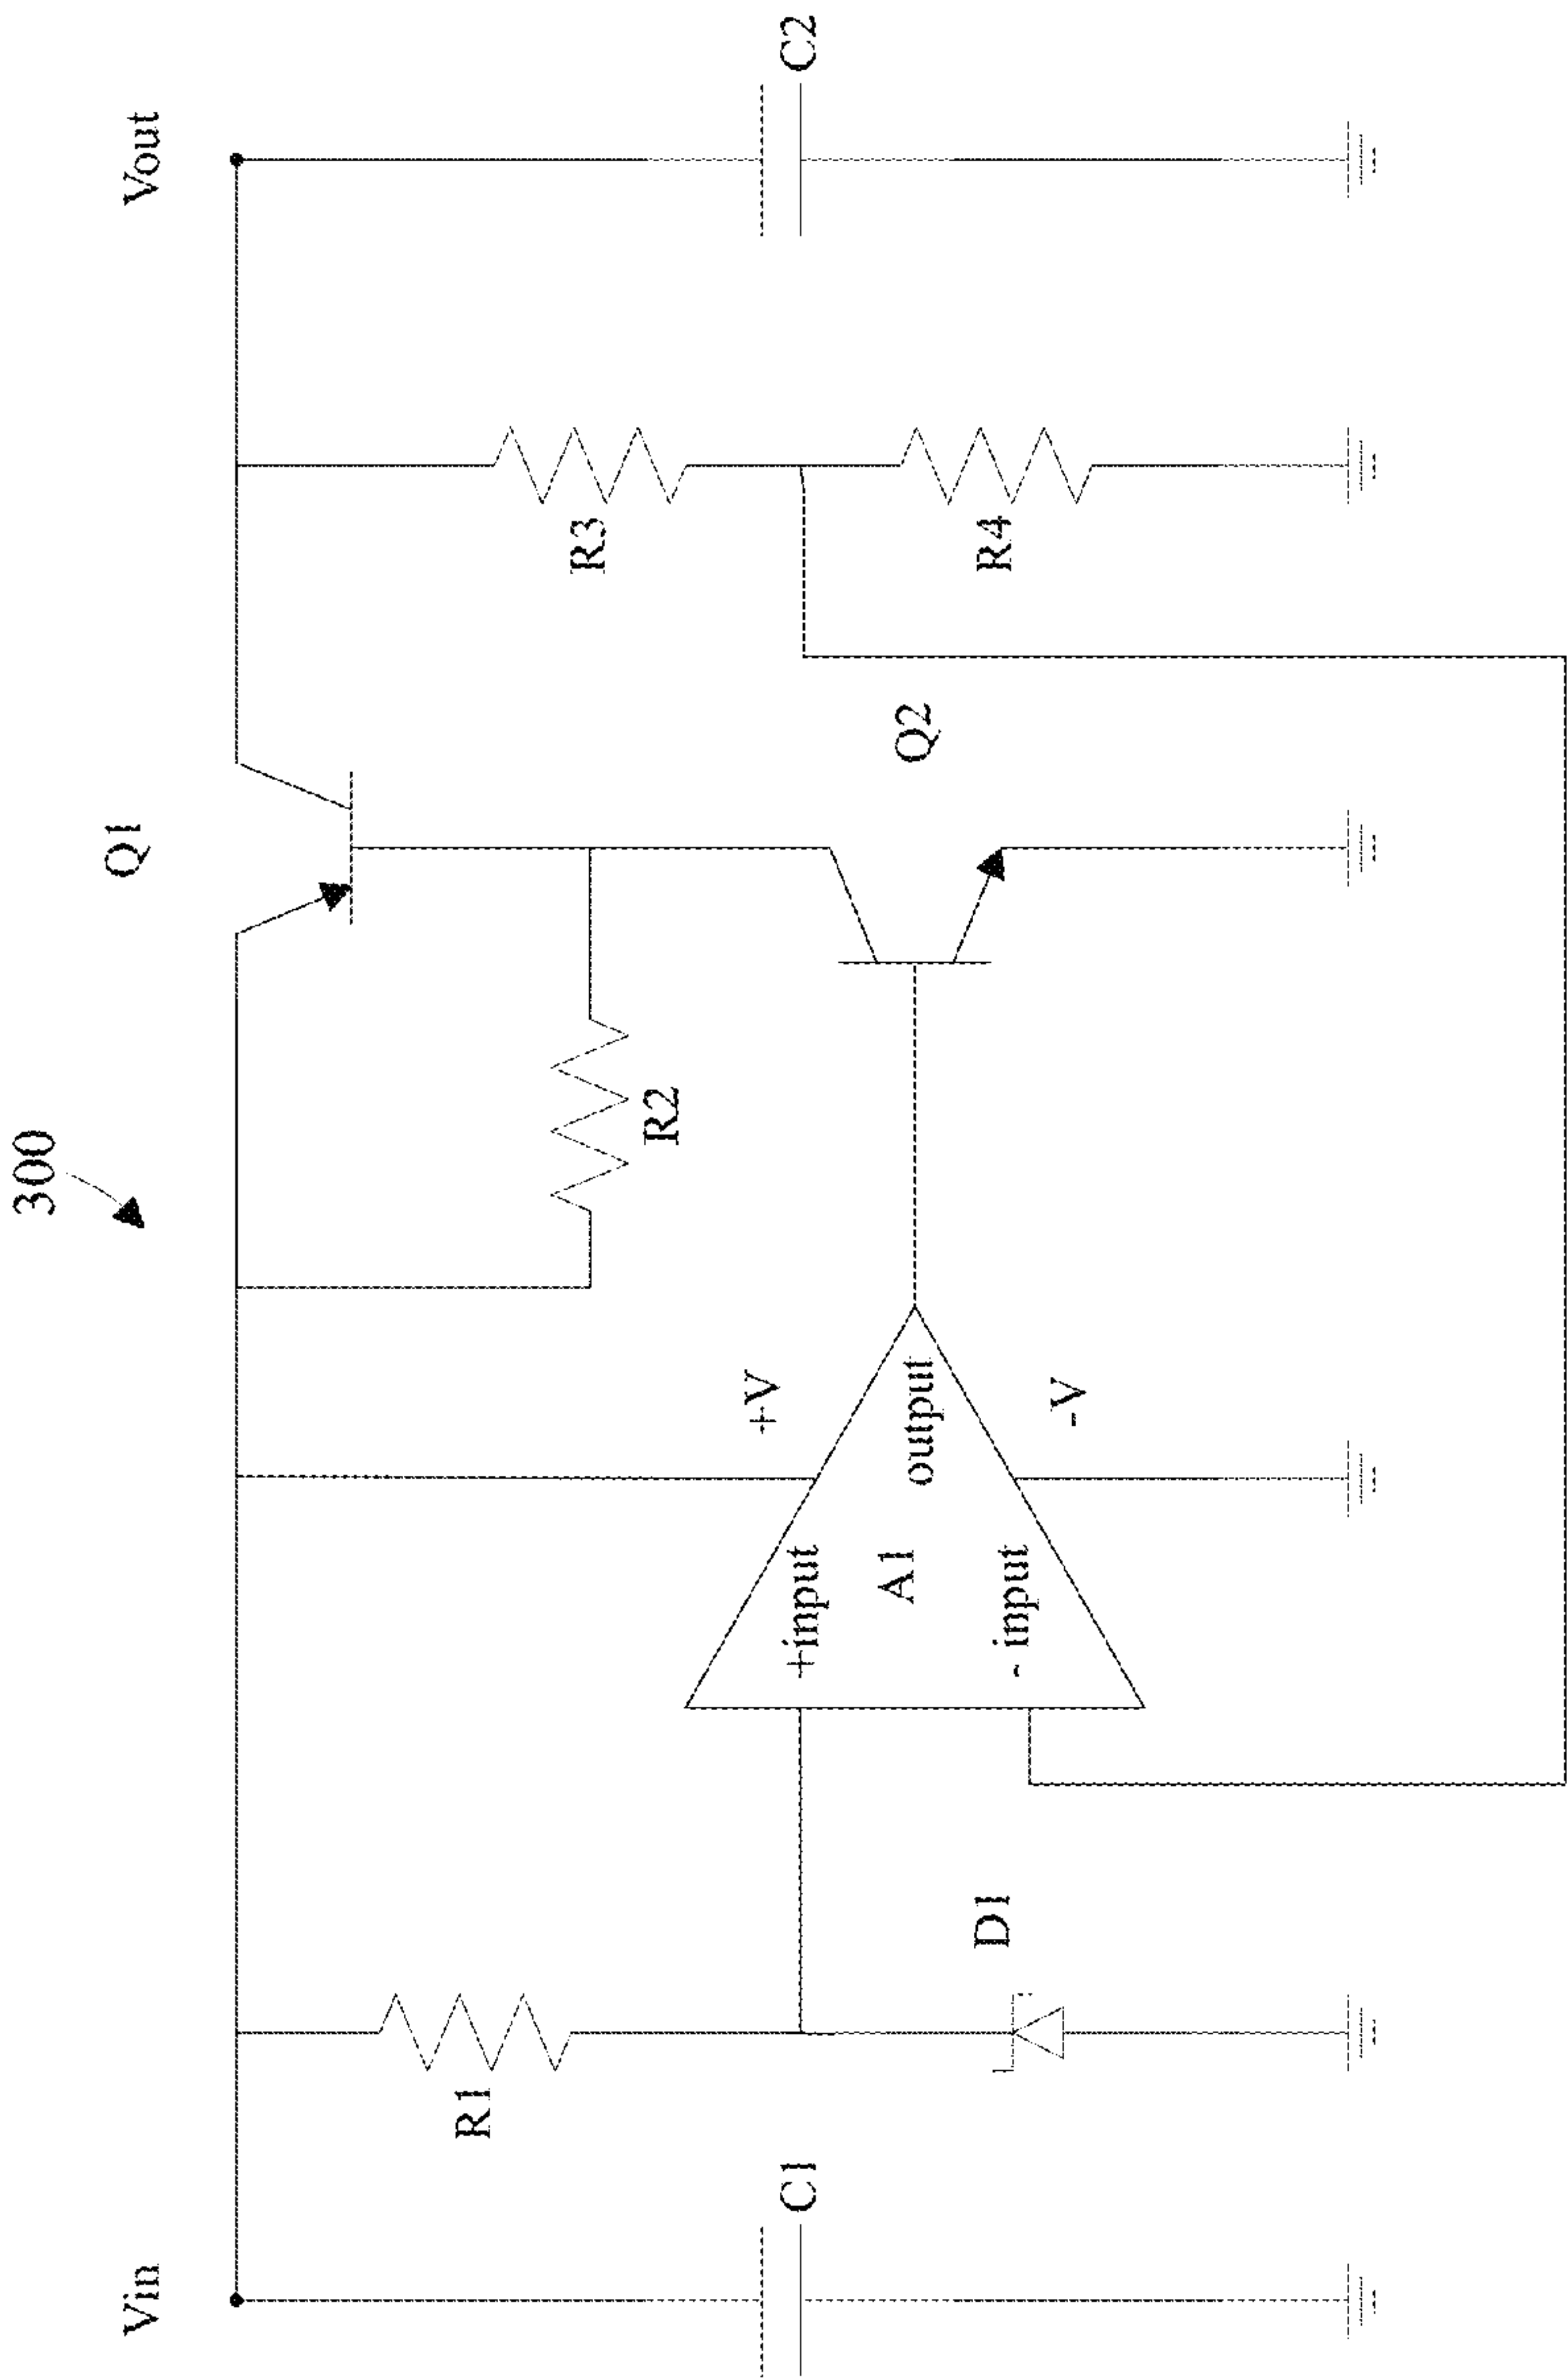 300
Vin
Q1
Vout
R1
R2
R3
+V
C1
+input
A1
output
- input
-V
D1
Q2
R4
C2